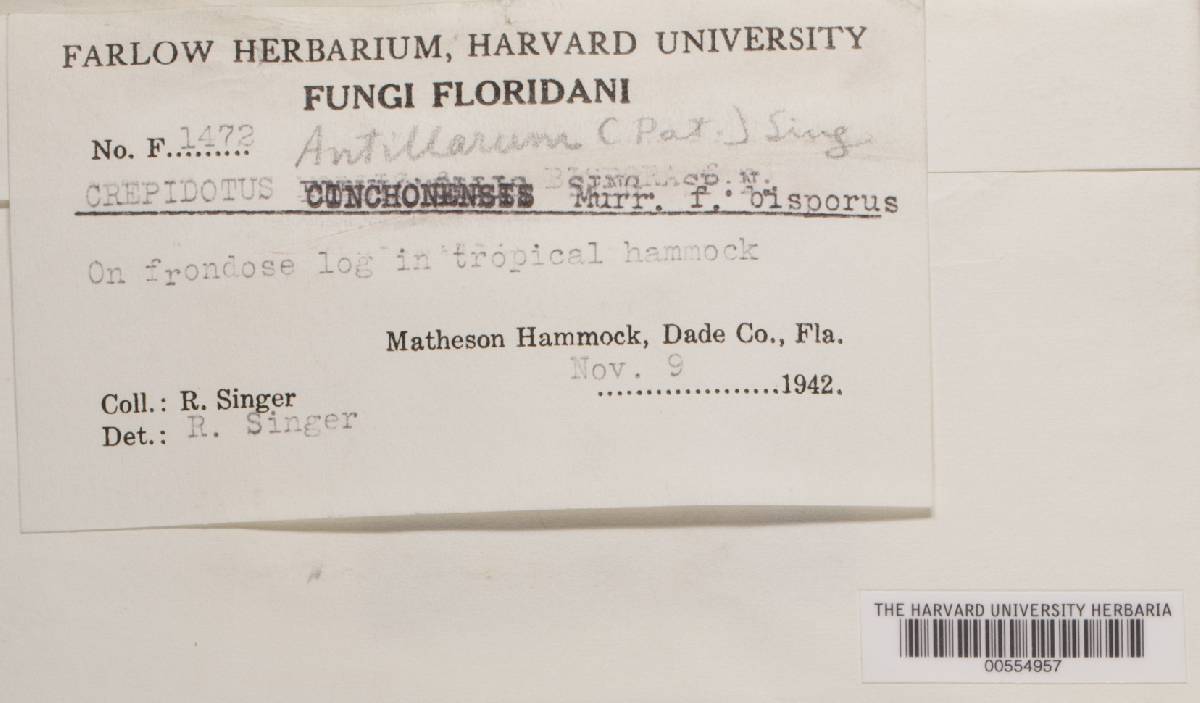 FARLOW HERBARIUM, HARVARD UNIVERSITY
FUNGI FLORIDANI
No. F. 1472 Antillarum (Pat.) Sing.
CREPIDOTUS Murr. f. bisporus
On frondose log in tropical hammock
Matheson Hammock, Dade Co., Fla.
Nov. 9 1942.
Coll.: R. Singer
Det.: R. Singer
THE HARVARD UNIVERSITY HERBARIA
00554957